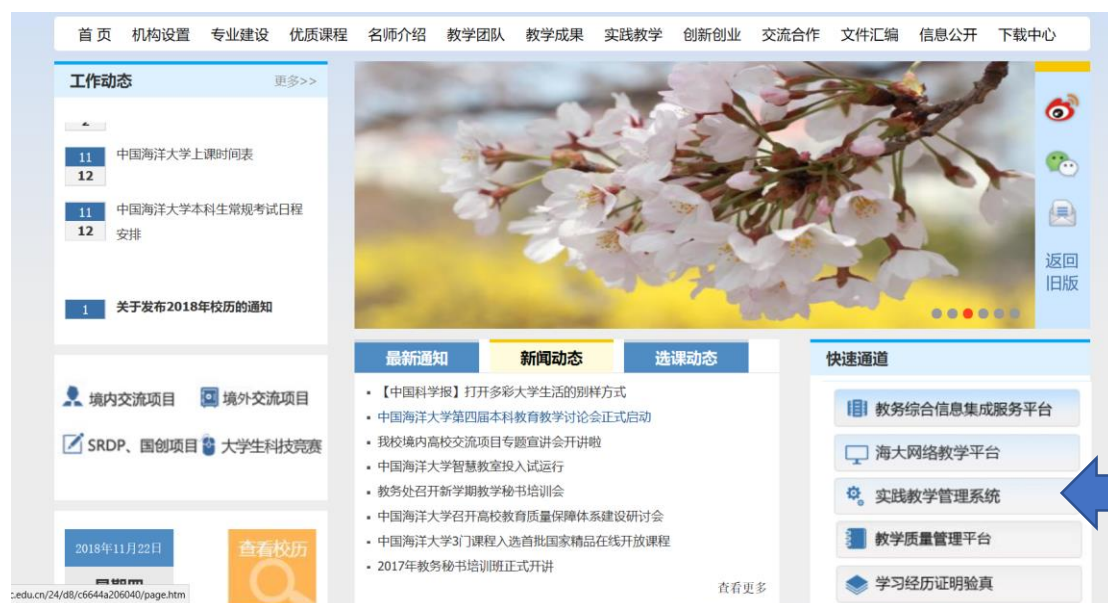 首 页 机构设置 专业建设 优质课程 名师介绍 教学团队 教学成果 实践教学 创新创业 交流合作 文件汇编 信息公开 下载中心
工作动态 更多>>
11
12
中国海洋大学上课时间表
11
12
中国海洋大学本科生常规考试日程
安排
1
关于发布2018年校历的通知
返回
旧版
境内交流项目 境外交流项目
SRDP、国创项目 大学生科技竞赛
2018年11月22日
查看校历
最新通知 新闻动态 选课动态
【中国科学报】打开多彩大学生活的别样方式
中国海洋大学第四届本科教育教学讨论会正式启动
我校境内高校交流项目专题宣讲会开讲啦
中国海洋大学智慧教室投入试运行
教务处召开新学期教学秘书培训会
中国海洋大学召开高校教育质量保障体系建设研讨会
中国海洋大学3门课程入选首批国家精品在线开放课程
2017年教务秘书培训班正式开讲
查看更多
快速通道
教务综合信息集成服务平台
海大网络教学平台
实践教学管理系统
教学质量管理平台
学习经历证明验真
c.edu.cn/24/d8/c6644a206040/page.htm